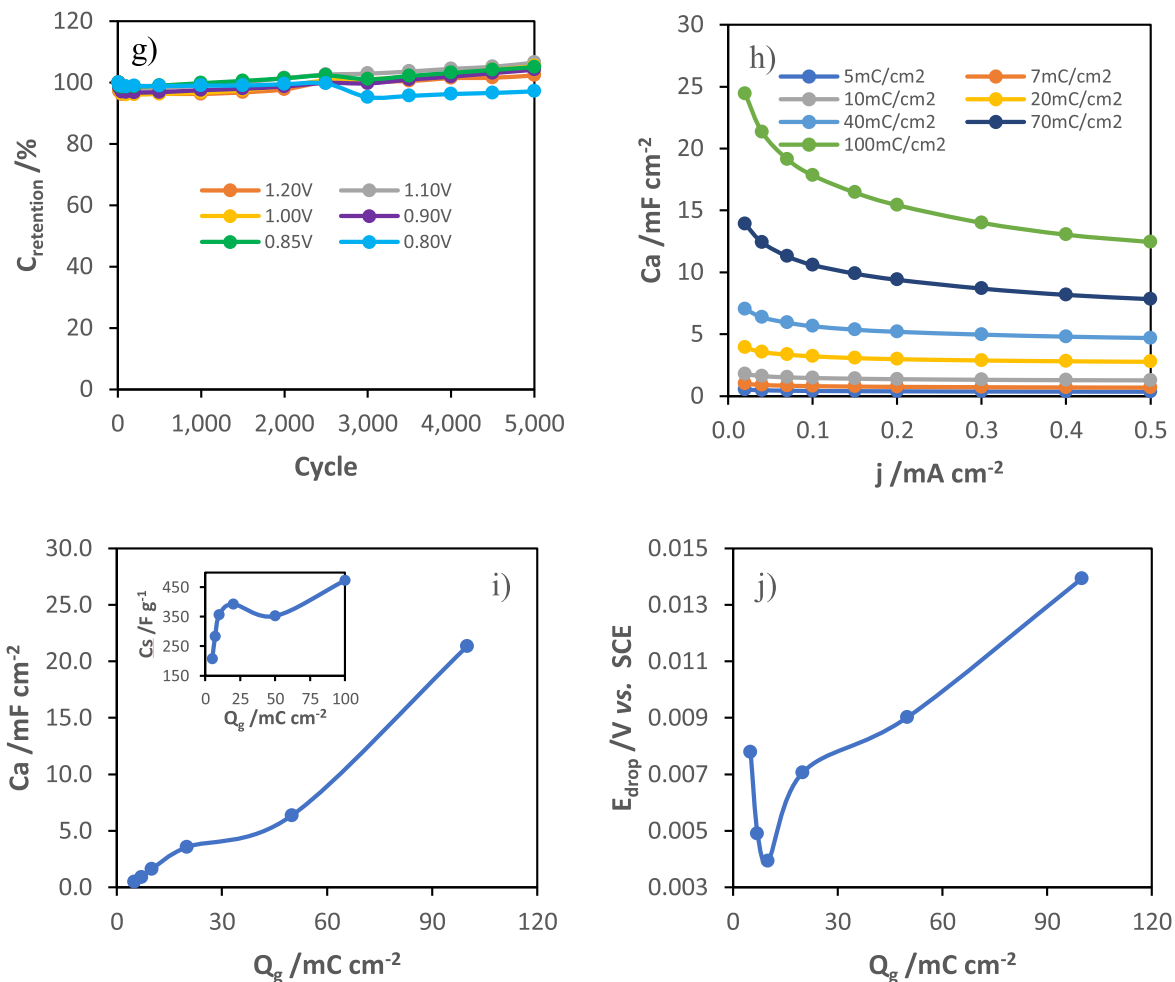 g)
120
100
80
60
40
20
0
C_retention /%
1.20V 1.10V
1.00V 0.90V
0.85V 0.80V
0 1,000 2,000 3,000 4,000 5,000
Cycle
h)
30
25
20
15
10
5
0
Ca /mF cm-2
5mC/cm2 7mC/cm2
10mC/cm2 20mC/cm2
40mC/cm2 70mC/cm2
100mC/cm2
0.0 0.1 0.2 0.3 0.4 0.5
j /mA cm-2
i)
30.0
25.0
20.0
15.0
10.0
5.0
0.0
Ca /mF cm-2
450
350
250
150
Cs /F g-1
0 25 50 75 100
Qg /mC cm-2
0 30 60 90 120
Qg /mC cm-2
j)
0.015
0.013
0.011
0.009
0.007
0.005
0.003
E_drop /V vs. SCE
0 30 60 90 120
Qg /mC cm-2